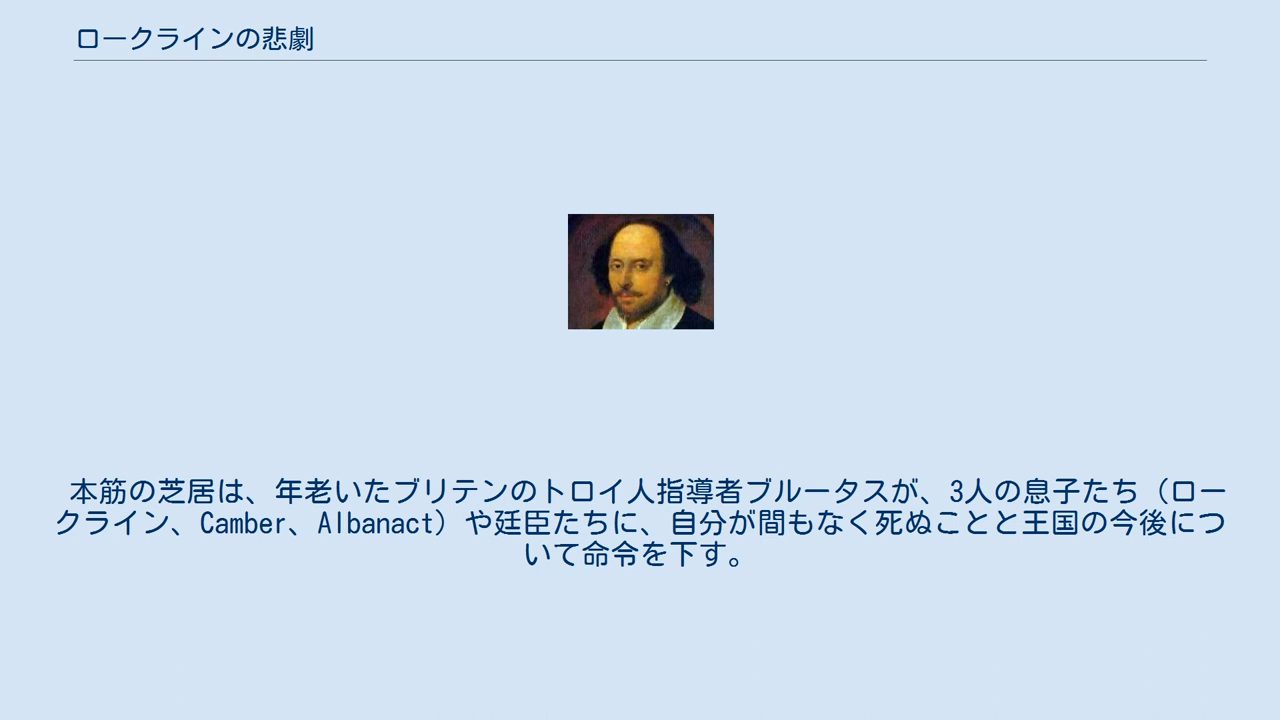 ロークラインの悲劇
本筋の芝居は、年老いたブリテンのトロイ人指導者ブルータスが、3人の息子たち（ロー
クライン、Camber、Albanact）や廷臣たちに、自分が間もなく死ぬことと王国の今後につ
いて命令を下す。